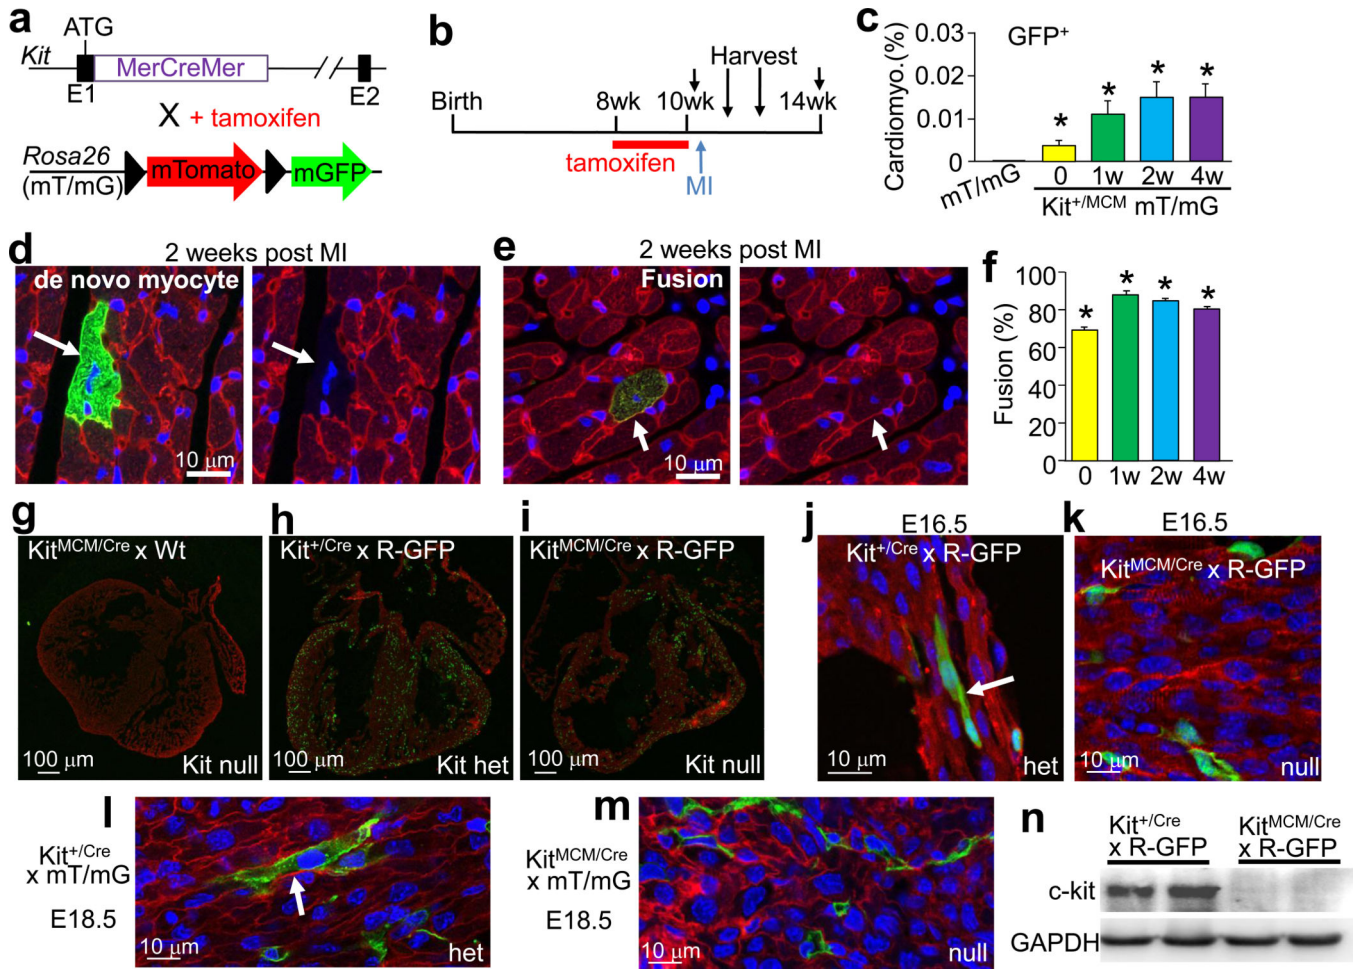 a
ATG
Kit
MerCreMer
E1
E2
X + tamoxifen
Rosa26
(mT/mG)
mTomato
mGFP
b
Harvest
Birth
8wk
10wk
14wk
tamoxifen
MI
c
GFP+
Cardiomyo.(%)
0.03
0.02
0.01
0
* * * *
mT/mG
0 1w 2w 4w
Kit+/MCM mT/mG
d
2 weeks post MI
de novo myocyte
10 μm
e
2 weeks post MI
Fusion
10 μm
f
Fusion (%)
100
80
60
40
20
0
* * * *
0 1w 2w 4w
g
KitMCM/Cre x Wt
100 μm
Kit null
h
Kit+/Cre x R-GFP
100 μm
Kit het
i
KitMCM/Cre x R-GFP
100 μm
Kit null
j
E16.5
Kit+/Cre x R-GFP
10 μm
het
k
E16.5
KitMCM/Cre x R-GFP
10 μm
null
l
Kit+/Cre
x mT/mG
E18.5
10 μm
het
m
KitMCM/Cre
x mT/mG
E18.5
10 μm
null
n
Kit+/Cre
x R-GFP
KitMCM/Cre
x R-GFP
c-kit
GAPDH